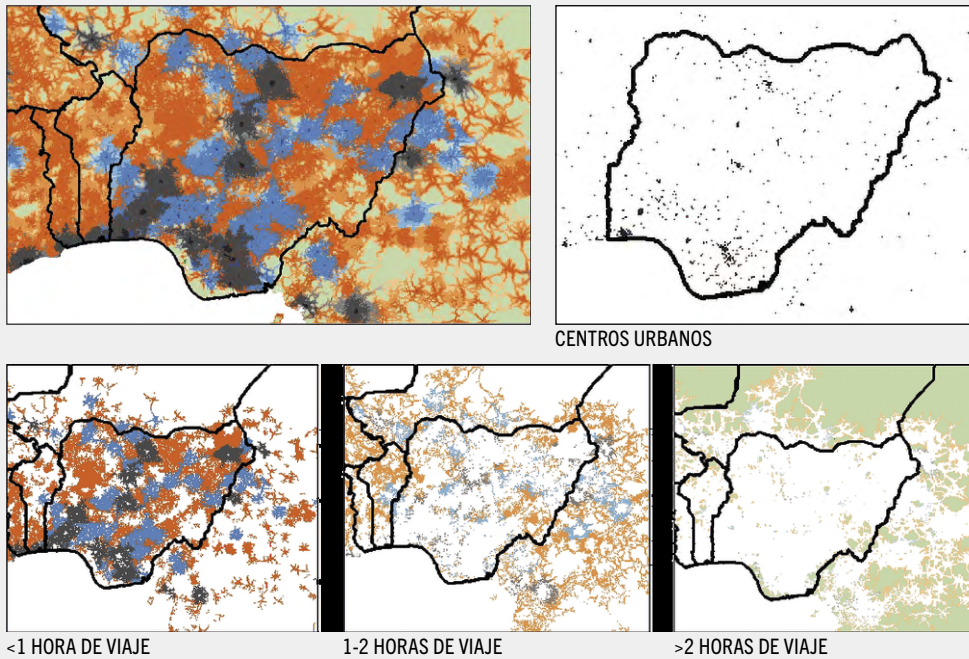 CENTROS URBANOS
<1 HORA DE VIAJE
1-2 HORAS DE VIAJE
>2 HORAS DE VIAJE